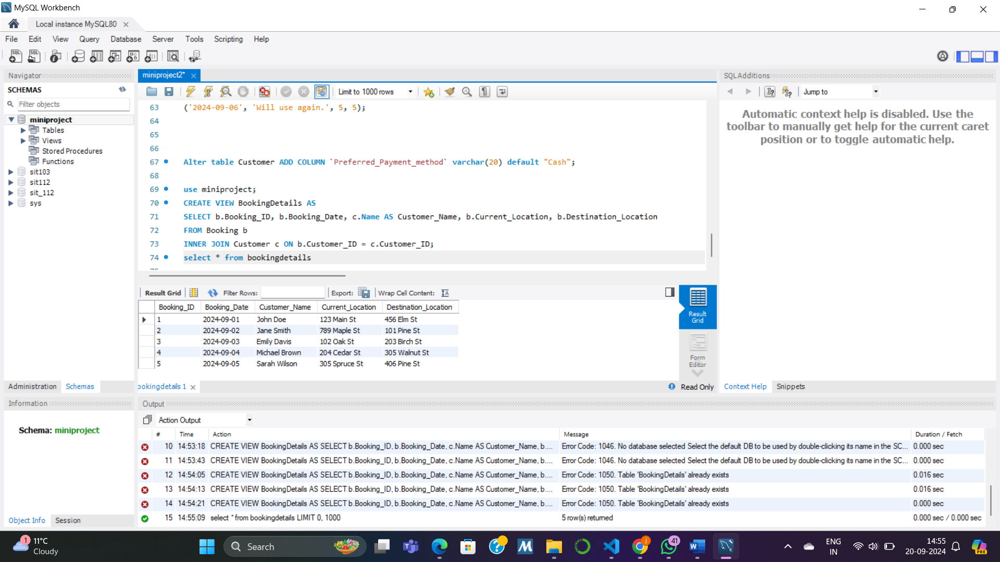 MySQL Workbench
Local instance MySQL80
File Edit View Query Database Server Tools Scripting Help
Navigator
SCHEMAS
Filter objects
miniproject
Tables
Views
Stored Procedures
Functions
sit103
sit112
sit_112
sys
Administration Schemas
Information
Schema: miniproject
Object Info Session
miniproject2*
Limit to 1000 rows
63 ('2024-09-06', 'Will use again.', 5, 5);
64
65
66
67 Alter table Customer ADD COLUMN `Preferred_Payment_method` varchar(20) default "Cash";
68
69 use miniproject;
70 CREATE VIEW BookingDetails AS
71 SELECT b.Booking_ID, b.Booking_Date, c.Name AS Customer_Name, b.Current_Location, b.Destination_Location
72 FROM Booking b
73 INNER JOIN Customer c ON b.Customer_ID = c.Customer_ID;
74 select * from bookingdetails
Result Grid Filter Rows: Export: Wrap Cell Content:
Booking_ID Booking_Date Customer_Name Current_Location Destination_Location
1 2024-09-01 John Doe 123 Main St 456 Elm St
2 2024-09-02 Jane Smith 789 Maple St 101 Pine St
3 2024-09-03 Emily Davis 102 Oak St 203 Birch St
4 2024-09-04 Michael Brown 204 Cedar St 305 Walnut St
5 2024-09-05 Sarah Wilson 305 Spruce St 406 Pine St
Result
Grid
Form
Editor
ookingdetails 1
Read Only
SQLAdditions
Jump to
Automatic context help is disabled. Use the
toolbar to manually get help for the current caret
position or to toggle automatic help.
Context Help Snippets
Output
Action Output
# Time Action Message Duration / Fetch
10 14:53:18 CREATE VIEW BookingDetails AS SELECT b.Booking_ID, b.Booking_Date, c.Name AS Customer_Name, b.... Error Code: 1046. No database selected Select the default DB to be used by double-clicking its name in the SC... 0.000 sec
11 14:53:43 CREATE VIEW BookingDetails AS SELECT b.Booking_ID, b.Booking_Date, c.Name AS Customer_Name, b.... Error Code: 1046. No database selected Select the default DB to be used by double-clicking its name in the SC... 0.000 sec
12 14:54:05 CREATE VIEW BookingDetails AS SELECT b.Booking_ID, b.Booking_Date, c.Name AS Customer_Name, b.... Error Code: 1050. Table 'BookingDetails' already exists 0.016 sec
13 14:54:13 CREATE VIEW BookingDetails AS SELECT b.Booking_ID, b.Booking_Date, c.Name AS Customer_Name, b.... Error Code: 1050. Table 'BookingDetails' already exists 0.016 sec
14 14:54:21 CREATE VIEW BookingDetails AS SELECT b.Booking_ID, b.Booking_Date, c.Name AS Customer_Name, b.... Error Code: 1050. Table 'BookingDetails' already exists 0.000 sec
15 14:55:09 select * from bookingdetails LIMIT 0, 1000 5 row(s) returned 0.000 sec / 0.000 sec
1 11°C
Cloudy
Search
41
ENG
IN
14:55
20-09-2024
PRE